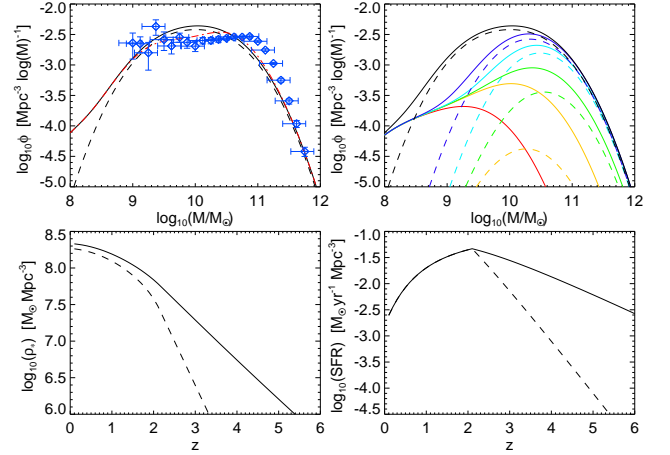 -2.0
-2.5
-3.0
-3.5
-4.0
-4.5
-5.0
log₁₀ϕ [Mpc⁻³ log(M)⁻¹]
8 9 10 11 12
log₁₀(M/M⊙)
-2.0
-2.5
-3.0
-3.5
-4.0
-4.5
-5.0
log₁₀ϕ [Mpc⁻³ log(M)⁻¹]
8 9 10 11 12
log₁₀(M/M⊙)
8.5
8.0
7.5
7.0
6.5
6.0
log₁₀(ρ*) [M⊙ Mpc⁻³]
0 1 2 3 4 5 6
z
-1.0
-1.5
-2.0
-2.5
-3.0
-3.5
-4.0
-4.5
log₁₀(SFR) [M⊙yr⁻¹ Mpc⁻³]
0 1 2 3 4 5 6
z